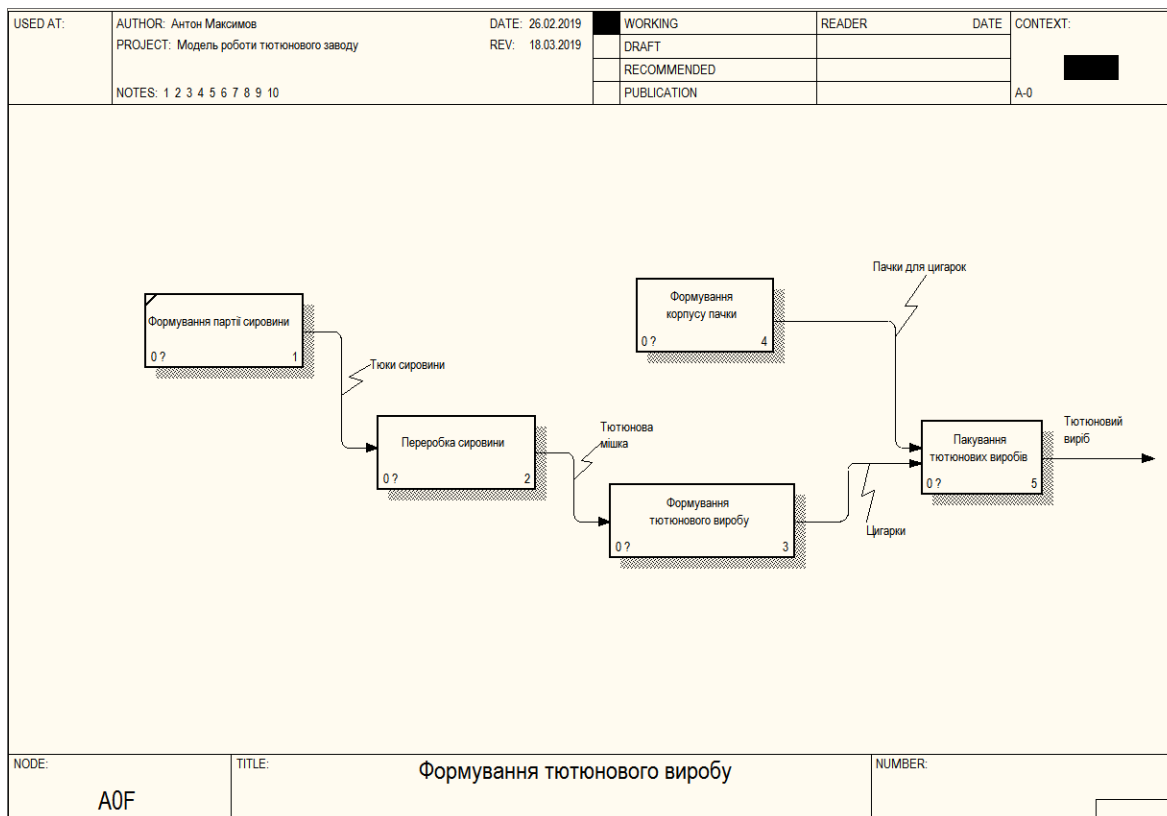 USED AT:
AUTHOR: Антон Максимов
DATE: 26.02.2019
WORKING
READER
DATE
CONTEXT:
PROJECT: Модель роботи тютюнового заводу
REV: 18.03.2019
DRAFT
RECOMMENDED
NOTES: 1 2 3 4 5 6 7 8 9 10
PUBLICATION
A-0
Пачки для цигарок
Формування
корпусу пачки
0 ?
4
Формування партії сировини
0 ?
1
Тюки сировини
Тютюновий
виріб
Тютюнова
мішка
Переробка сировини
0 ?
2
Пакування
тютюнових виробів
0 ?
5
Формування
тютюнового виробу
0 ?
3
Цигарки
NODE:
A0F
TITLE:
Формування тютюнового виробу
NUMBER: